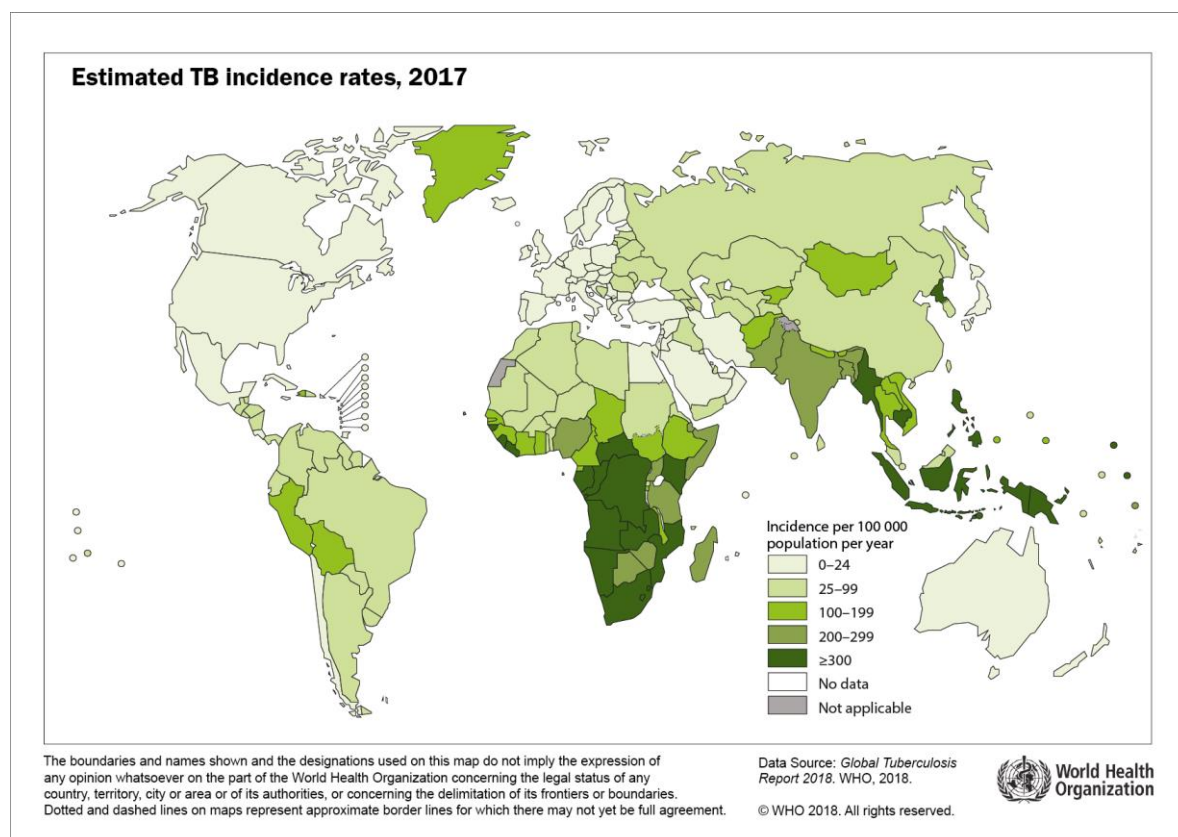 Estimated TB incidence rates, 2017
Incidence per 100 000
population per year
0–24
25–99
100–199
200–299
≥300
No data
Not applicable
The boundaries and names shown and the designations used on this map do not imply the expression of
any opinion whatsoever on the part of the World Health Organization concerning the legal status of any
country, territory, city or area or of its authorities, or concerning the delimitation of its frontiers or boundaries.
Dotted and dashed lines on maps represent approximate border lines for which there may not yet be full agreement.
Data Source: Global Tuberculosis
Report 2018. WHO, 2018.
© WHO 2018. All rights reserved.
World Health
Organization